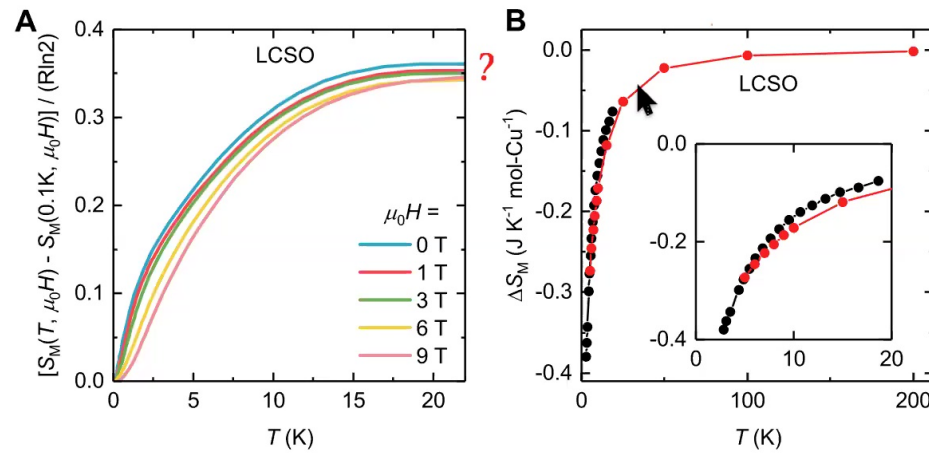 A
LCSO
?
[S_M(T, μ₀H) - S_M(0.1K, μ₀H)] / (Rln2)
0.4
0.3
0.2
0.1
0.0
μ₀H =
0 T
1 T
3 T
6 T
9 T
0 5 10 15 20
T (K)
B
LCSO
ΔS_M (J K⁻¹ mol-Cu⁻¹)
0.0
-0.1
-0.2
-0.3
-0.4
0.0
-0.2
-0.4
0 10 20
0 100 200
T (K)